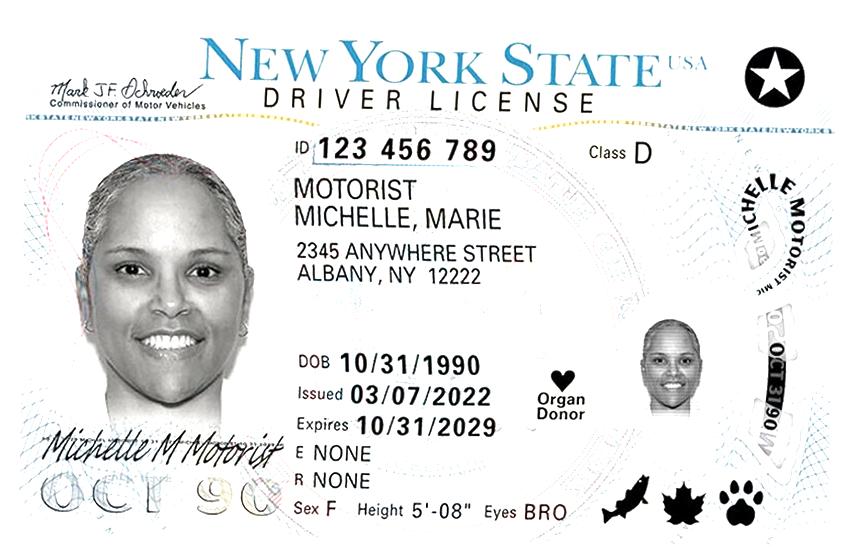 NEW YORK STATE USA
Mark J.F. Schroeder
Commissioner of Motor Vehicles
DRIVER LICENSE
ID 123 456 789
Class D
MOTORIST
MICHELLE, MARIE
2345 ANYWHERE STREET
ALBANY, NY 12222
MICHELLE MOTORIST MIC
DOB 10/31/1990
Issued 03/07/2022
Expires 10/31/2029
Organ
Donor
OCT 31/90
E NONE
R NONE
Michelle M Motorist
OCT 90
Sex F Height 5'-08" Eyes BRO